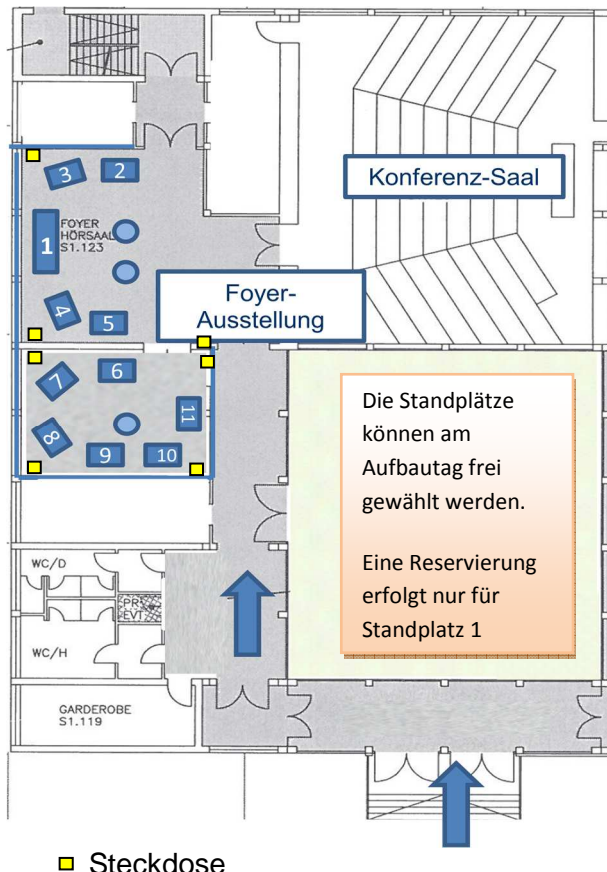 Konferenz-Saal
3
2
1
FOYER
HÖRSAAL
S1.123
4
5
Foyer-
Ausstellung
6
7
11
8
9
10
Die Standplätze
können am
Aufbautag frei
gewählt werden.
Eine Reservierung
erfolgt nur für
Standplatz 1
WC/D
WC/H
GARDEROBE
S1.119
Steckdose